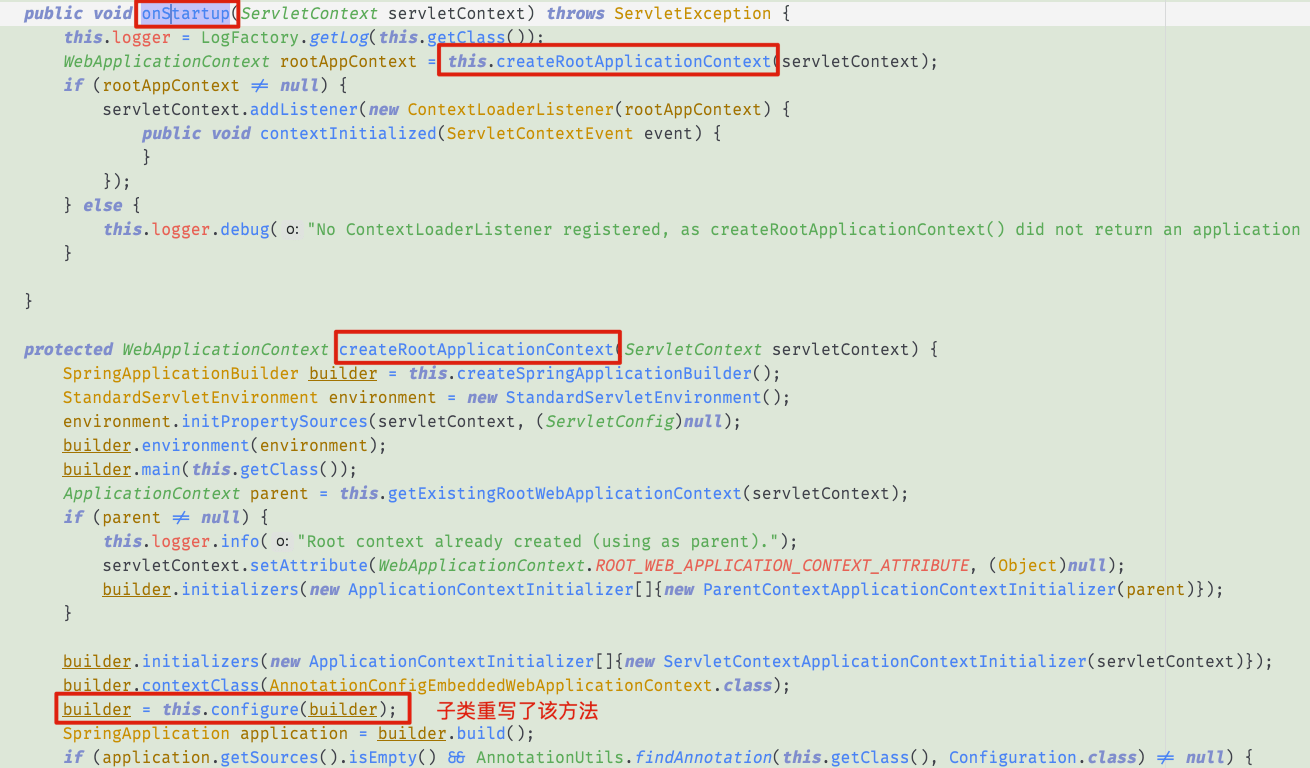 public void onStartup(ServletContext servletContext) throws ServletException {
this.logger = LogFactory.getLog(this.getClass());
WebApplicationContext rootAppContext = this.createRootApplicationContext(servletContext);
if (rootAppContext ≠ null) {
servletContext.addListener(new ContextLoaderListener(rootAppContext) {
public void contextInitialized(ServletContextEvent event) {
}
});
} else {
this.logger.debug( o: "No ContextLoaderListener registered, as createRootApplicationContext() did not return an application
}
}
protected WebApplicationContext createRootApplicationContext(ServletContext servletContext) {
SpringApplicationBuilder builder = this.createSpringApplicationBuilder();
StandardServletEnvironment environment = new StandardServletEnvironment();
environment.initPropertySources(servletContext, (ServletConfig)null);
builder.environment(environment);
builder.main(this.getClass());
ApplicationContext parent = this.getExistingRootWebApplicationContext(servletContext);
if (parent ≠ null) {
this.logger.info( o: "Root context already created (using as parent).");
servletContext.setAttribute(WebApplicationContext.ROOT_WEB_APPLICATION_CONTEXT_ATTRIBUTE, (Object)null);
builder.initializers(new ApplicationContextInitializer[]{new ParentContextApplicationContextInitializer(parent)});
}
builder.initializers(new ApplicationContextInitializer[]{new ServletContextApplicationContextInitializer(servletContext)});
builder.contextClass(AnnotationConfigEmbeddedWebApplicationContext.class);
builder = this.configure(builder); 子类重写了该方法
SpringApplication application = builder.build();
if (application.getSources().isEmpty() && AnnotationUtils.findAnnotation(this.getClass(), Configuration.class) ≠ null) {